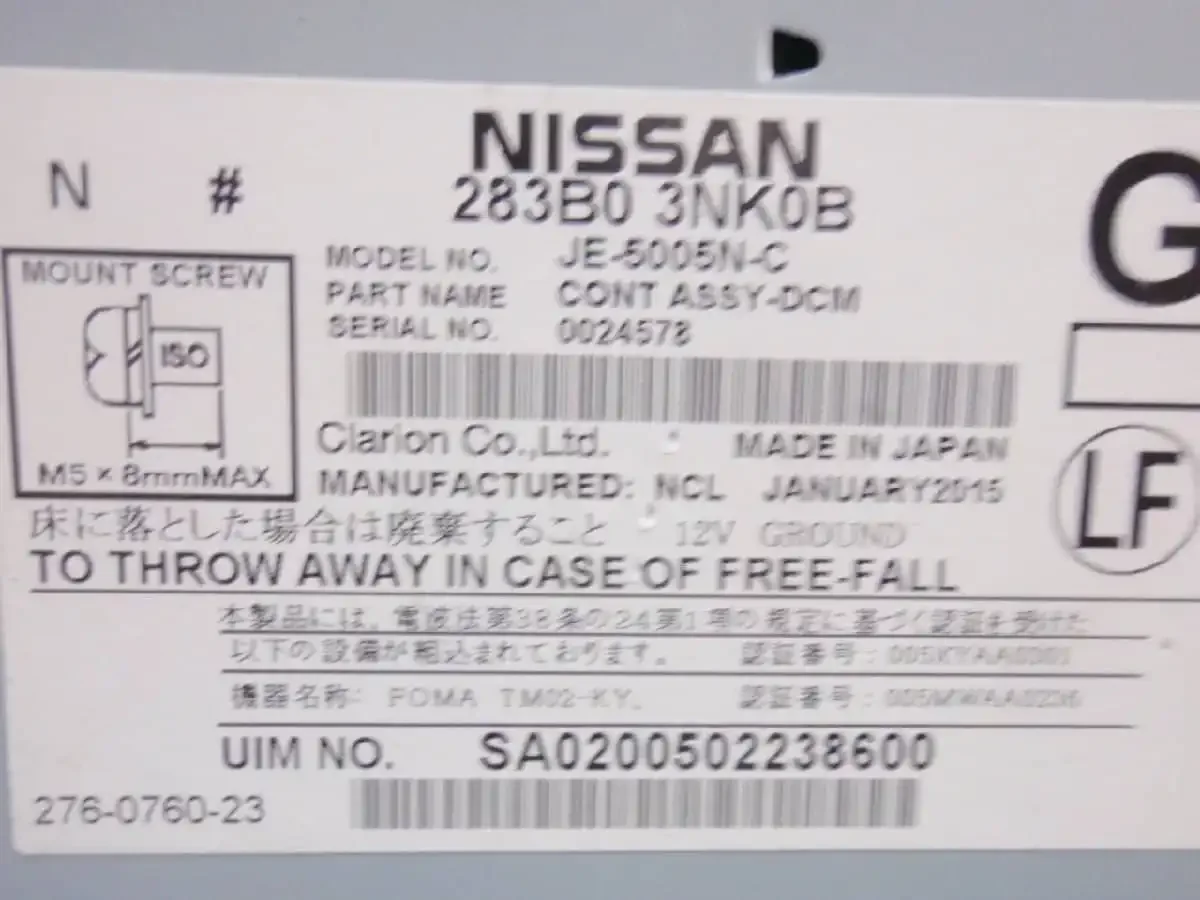 NISSAN
N # 283B0 3NK0B
G
MODEL NO. JE-5005N-C
MOUNT SCREW
PART NAME CONT ASSY-DCM
SERIAL NO. 0024578
ISO
Clarion Co.,Ltd. MADE IN JAPAN
M5 × 8mmMAX
MANUFACTURED: NCL JANUARY2015
LF
床に落とした場合は廃棄すること 12V GROUND
TO THROW AWAY IN CASE OF FREE-FALL
本製品には、電波法第38条の24第1項の規定に基づく認証を受けた
以下の設備が組込まれております。 認証番号:
機器名称: FOMA TM02-KY、 認証番号:
UIM NO. SA0200502238600
276-0760-23